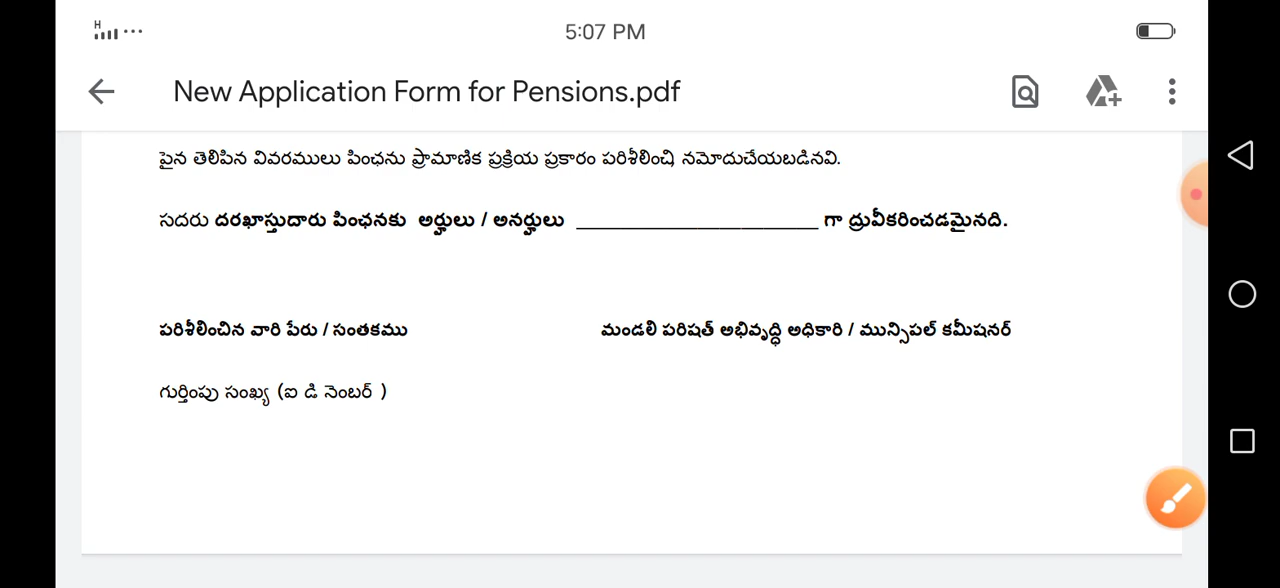 H
5:07 PM
New Application Form for Pensions.pdf
పైన తెలిపిన వివరములు పింఛను ప్రామాణిక ప్రక్రియ ప్రకారం పరిశీలించి నమోదుచేయబడినవి.
సదరు దరఖాస్తుదారు పింఛనకు అర్హులు / అనర్హులు ______________________ గా ధ్రువీకరించడమైనది.
పరిశీలించిన వారి పేరు / సంతకము మండలి పరిషత్ అభివృద్ధి అధికారి / మున్సిపల్ కమీషనర్
గుర్తింపు సంఖ్య (ఐ డి నెంబర్ )